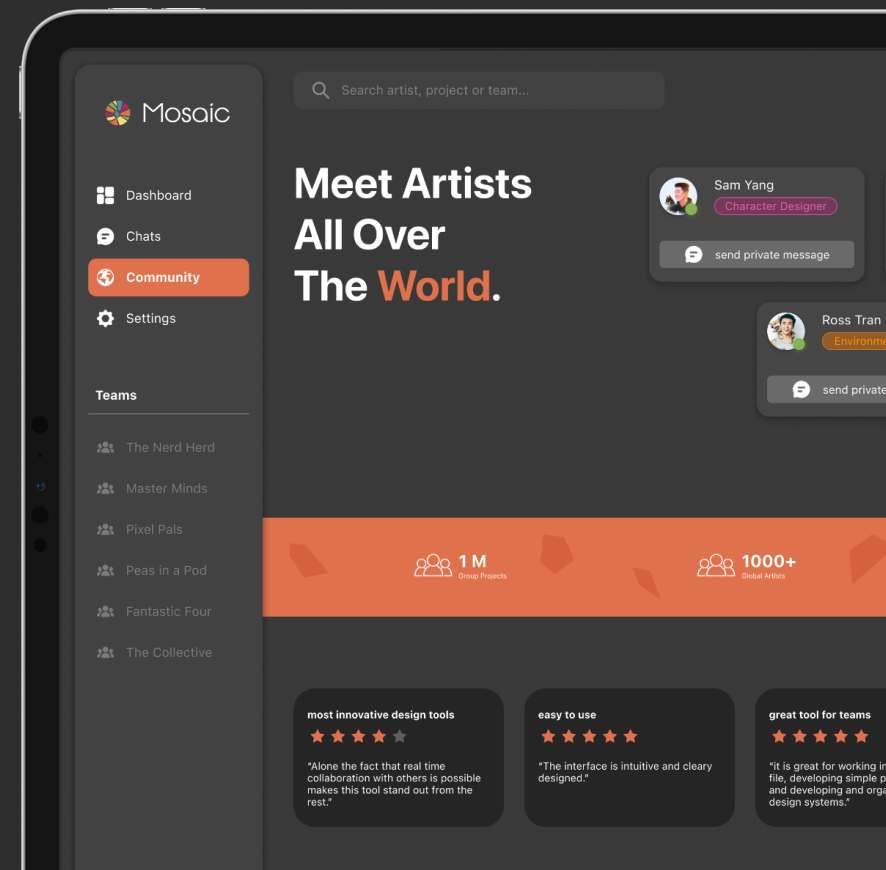 Mosaic
Search artist, project or team...
Dashboard
Chats
Community
Settings
Teams
The Nerd Herd
Master Minds
Pixel Pals
Peas in a Pod
Fantastic Four
The Collective
Meet Artists
All Over
The World.
Sam Yang
Character Designer
send private message
Ross Tran
send private
1 M
Group Projects
1000+
Global Artists
most innovative design tools
"Alone the fact that real time
collaboration with others is possible
makes this tool stand out from the
rest."
easy to use
"The interface is intuitive and cleary
designed."
great tool for teams
"it is great for working in
file, developing simple p
and developing and orga
design systems."